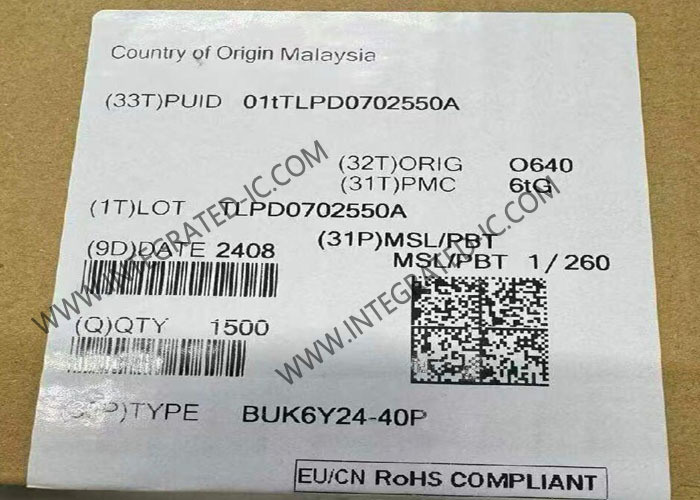 Country of Origin Malaysia
(33T)PUID 01tTLPD0702550A
(32T)ORIG O640
(31T)PMC 6tG
(1T)LOT TLPD0702550A
(9D)DATE 2408
(31P)MSL/PBT
MSL/PBT 1/260
(Q)QTY 1500
P)TYPE BUK6Y24-40P
EU/CN RoHS COMPLIANT
WWW.INTEGRATED-IC.COM
WWW.INTEGRATED-IC.COM